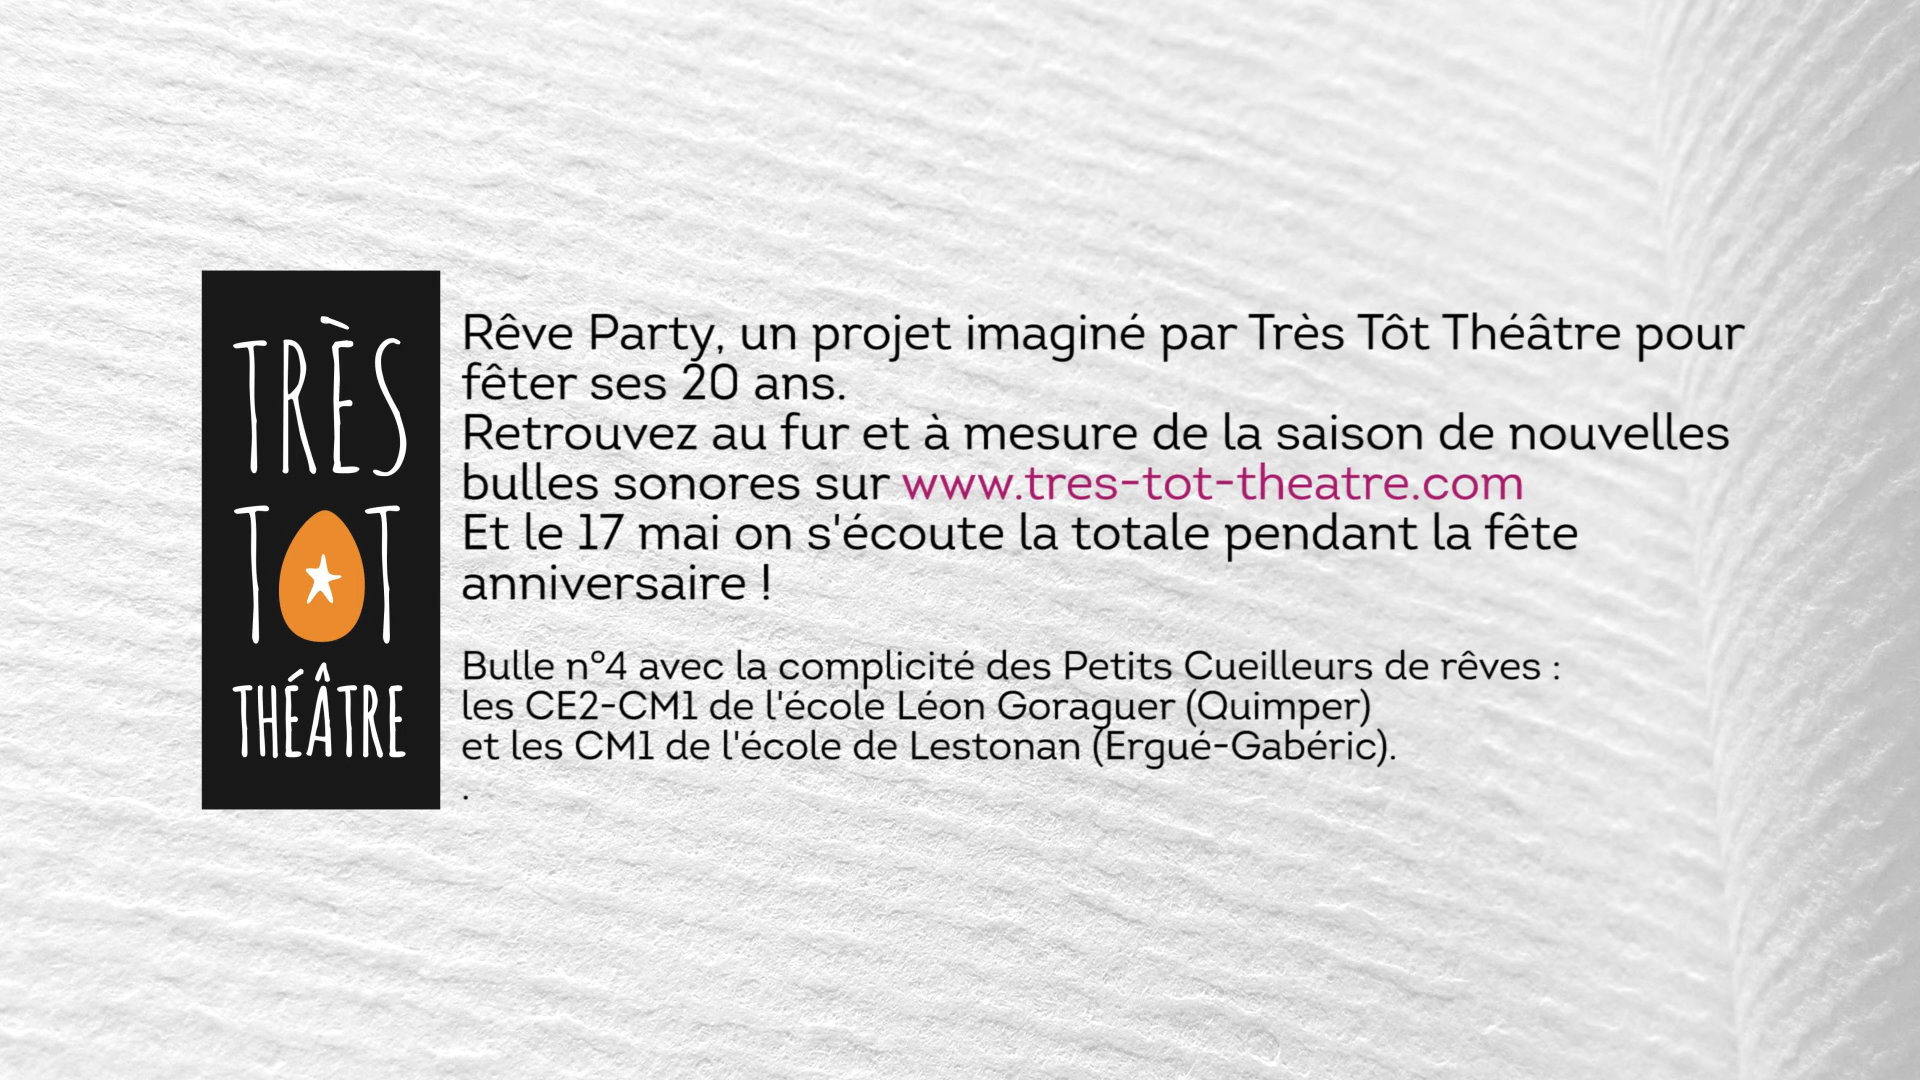 TRÈS
TOT
THÉÂTRE
Rêve Party, un projet imaginé par Très Tôt Théâtre pour
fêter ses 20 ans.
Retrouvez au fur et à mesure de la saison de nouvelles
bulles sonores sur www.tres-tot-theatre.com
Et le 17 mai on s'écoute la totale pendant la fête
anniversaire !
Bulle n°4 avec la complicité des Petits Cueilleurs de rêves :
les CE2-CM1 de l'école Léon Goraguer (Quimper)
et les CM1 de l'école de Lestonan (Ergué-Gabéric).
.